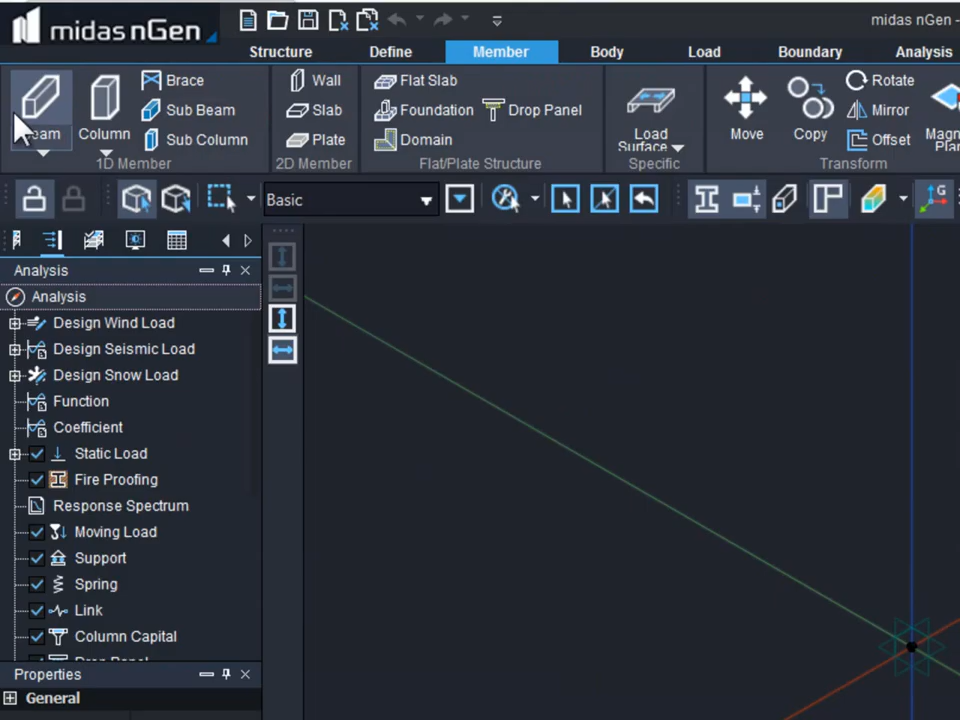 midas nGen
midas nGen -
Structure Define Member Body Load Boundary Analysis
Beam Column Brace Sub Beam Sub Column
1D Member
Wall Slab Plate
2D Member
Flat Slab Foundation Drop Panel Domain
Flat/Plate Structure
Load Surface
Specific
Move Copy Rotate Mirror Offset
Transform
Basic
G
Analysis
Analysis
Design Wind Load
Design Seismic Load
Design Snow Load
Function
Coefficient
Static Load
Fire Proofing
Response Spectrum
Moving Load
Support
Spring
Link
Column Capital
Properties
General